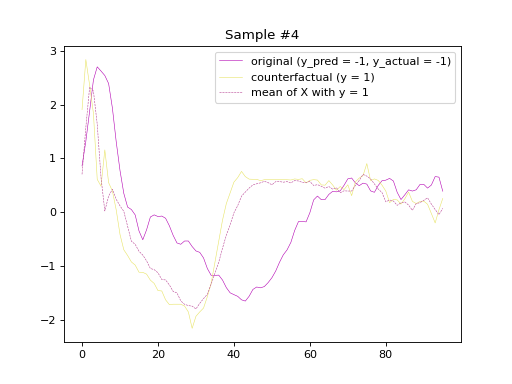 Sample #4
original (y_pred = -1, y_actual = -1)
counterfactual (y = 1)
mean of X with y = 1
3
2
1
0
−1
−2
0 20 40 60 80